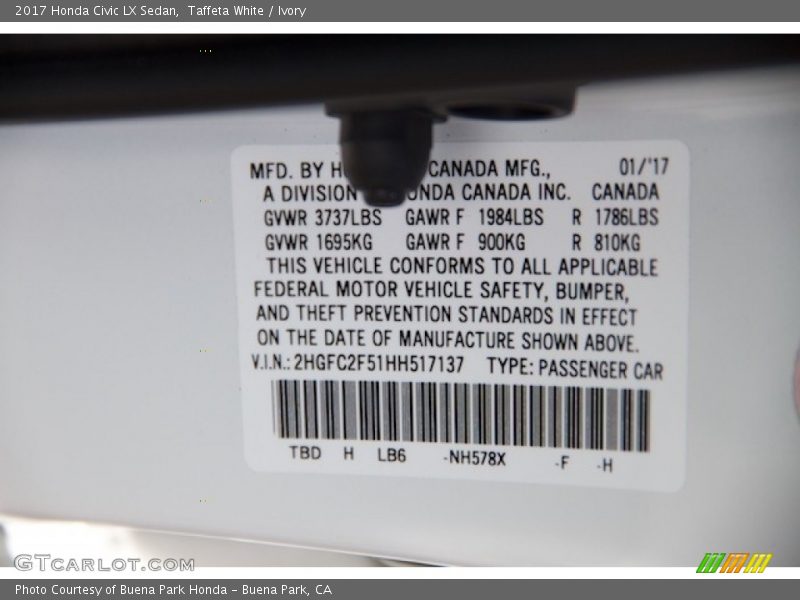 2017 Honda Civic LX Sedan, Taffeta White / Ivory
MFD. BY CANADA MFG., 01/'17
A DIVISION CANADA INC. CANADA
GVWR 3737LBS GAWR F 1984LBS R 1786LBS
GVWR 1695KG GAWR F 900KG R 810KG
THIS VEHICLE CONFORMS TO ALL APPLICABLE
FEDERAL MOTOR VEHICLE SAFETY, BUMPER,
AND THEFT PREVENTION STANDARDS IN EFFECT
ON THE DATE OF MANUFACTURE SHOWN ABOVE.
V.I.N.: 2HGFC2F51HH517137 TYPE: PASSENGER CAR
TBD H LB6 -NH578X -F -H
GTCARLOT.COM
Photo Courtesy of Buena Park Honda - Buena Park, CA